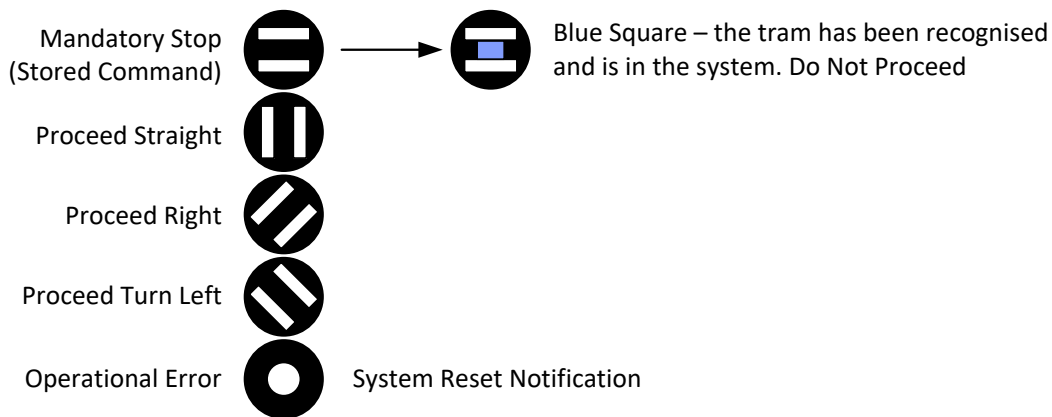 Mandatory Stop
(Stored Command)
Blue Square – the tram has been recognised
and is in the system. Do Not Proceed
Proceed Straight
Proceed Right
Proceed Turn Left
Operational Error
System Reset Notification